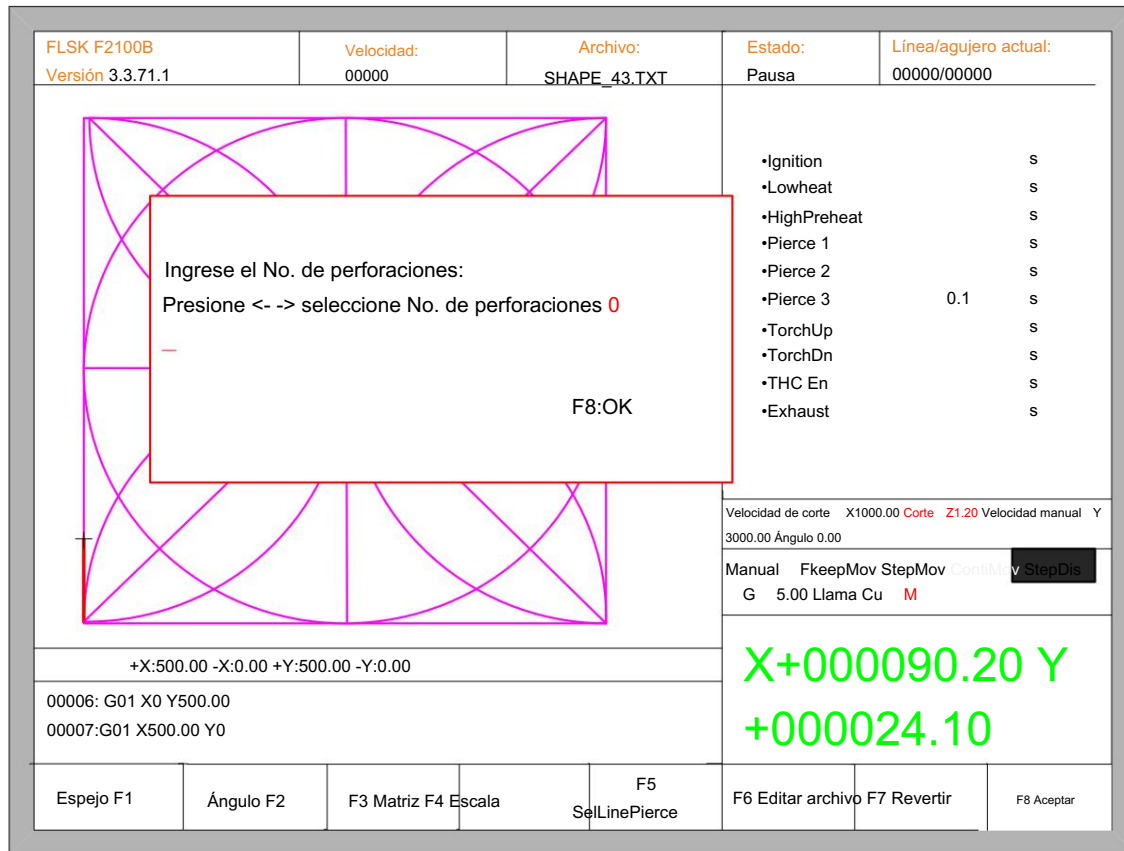 FLSK F2100B
Versión 3.3.71.1
Velocidad:
00000
Archivo:
SHAPE_43.TXT
Estado:
Pausa
Línea/agujero actual:
00000/00000
Ingrese el No. de perforaciones:
Presione <- -> seleccione No. de perforaciones 0
_
F8:OK
•Ignition s
•Lowheat s
•HighPreheat s
•Pierce 1 s
•Pierce 2 s
•Pierce 3 0.1 s
•TorchUp s
•TorchDn s
•THC En s
•Exhaust s
Velocidad de corte X1000.00 Corte Z1.20 Velocidad manual Y
3000.00 Ángulo 0.00
Manual FkeepMov StepMov ContiMov StepDis
G 5.00 Llama Cu M
X+000090.20 Y
+000024.10
+X:500.00 -X:0.00 +Y:500.00 -Y:0.00
00006: G01 X0 Y500.00
00007:G01 X500.00 Y0
Espejo F1
Ángulo F2
F3 Matriz F4 Escala
F5
SelLinePierce
F6 Editar archivo F7 Revertir
F8 Aceptar